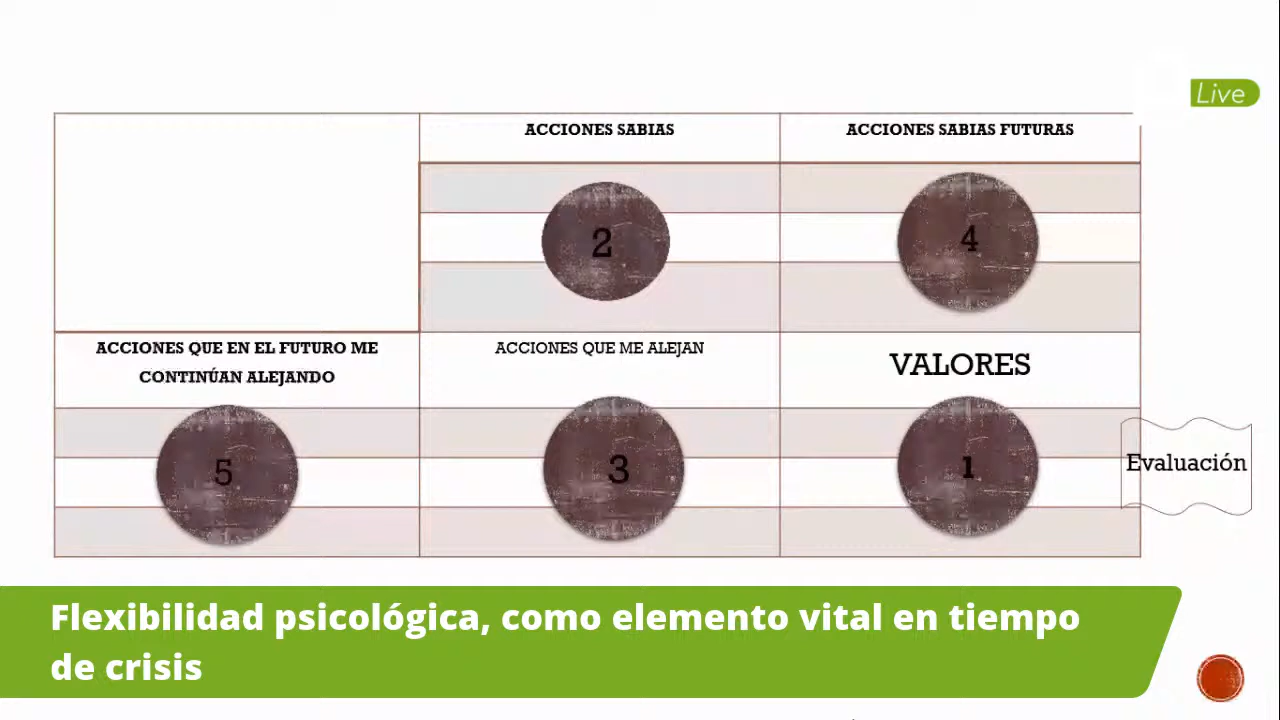 Live
ACCIONES SABIAS
ACCIONES SABIAS FUTURAS
2
4
ACCIONES QUE EN EL FUTURO ME
CONTINÚAN ALEJANDO
ACCIONES QUE ME ALEJAN
VALORES
5
3
1
Evaluación
Flexibilidad psicológica, como elemento vital en tiempo
de crisis